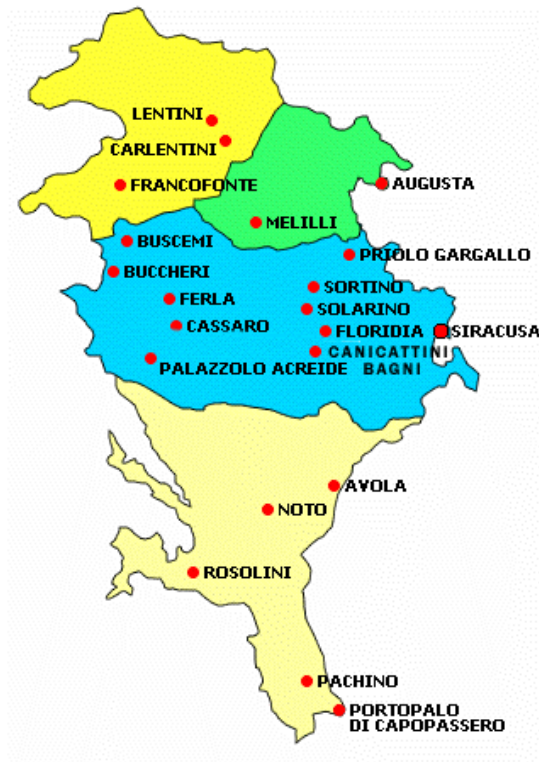 LENTINI
CARLENTINI
FRANCOFONTE
AUGUSTA
MELILLI
BUSCEMI
PRIOLO GARGALLO
BUCCHERI
SORTINO
FERLA
SOLARINO
CASSARO
FLORIDIA
SIRACUSA
CANICATTINI
BAGNI
PALAZZOLO ACREIDE
AVOLA
NOTO
ROSOLINI
PACHINO
PORTOPALO
DI CAPOPASSERO